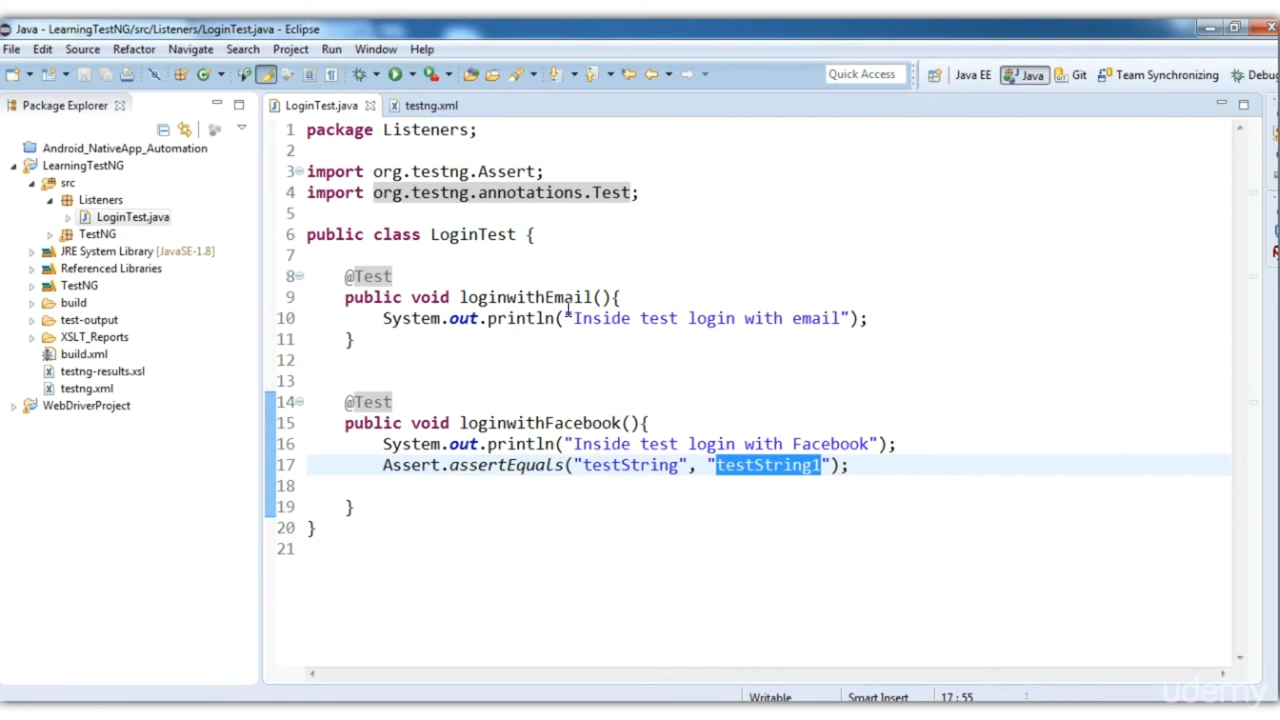 Java - LearningTestNG/src/Listeners/LoginTest.java - Eclipse
File Edit Source Refactor Navigate Search Project Run Window Help
Quick Access Java EE Java Git Team Synchronizing Debug
Package Explorer LoginTest.java testng.xml
Android_NativeApp_Automation
LearningTestNG
src
Listeners
LoginTest.java
TestNG
JRE System Library [JavaSE-1.8]
Referenced Libraries
TestNG
build
test-output
XSLT_Reports
build.xml
testng-results.xsl
testng.xml
WebDriverProject
1 package Listeners;
2
3 import org.testng.Assert;
4 import org.testng.annotations.Test;
5
6 public class LoginTest {
7
8 @Test
9 public void loginwithEmail(){
10 System.out.println("Inside test login with email");
11 }
12
13
14 @Test
15 public void loginwithFacebook(){
16 System.out.println("Inside test login with Facebook");
17 Assert.assertEquals("testString", "testString1");
18
19 }
20 }
21
Writable Smart Insert 17 : 55
udemy